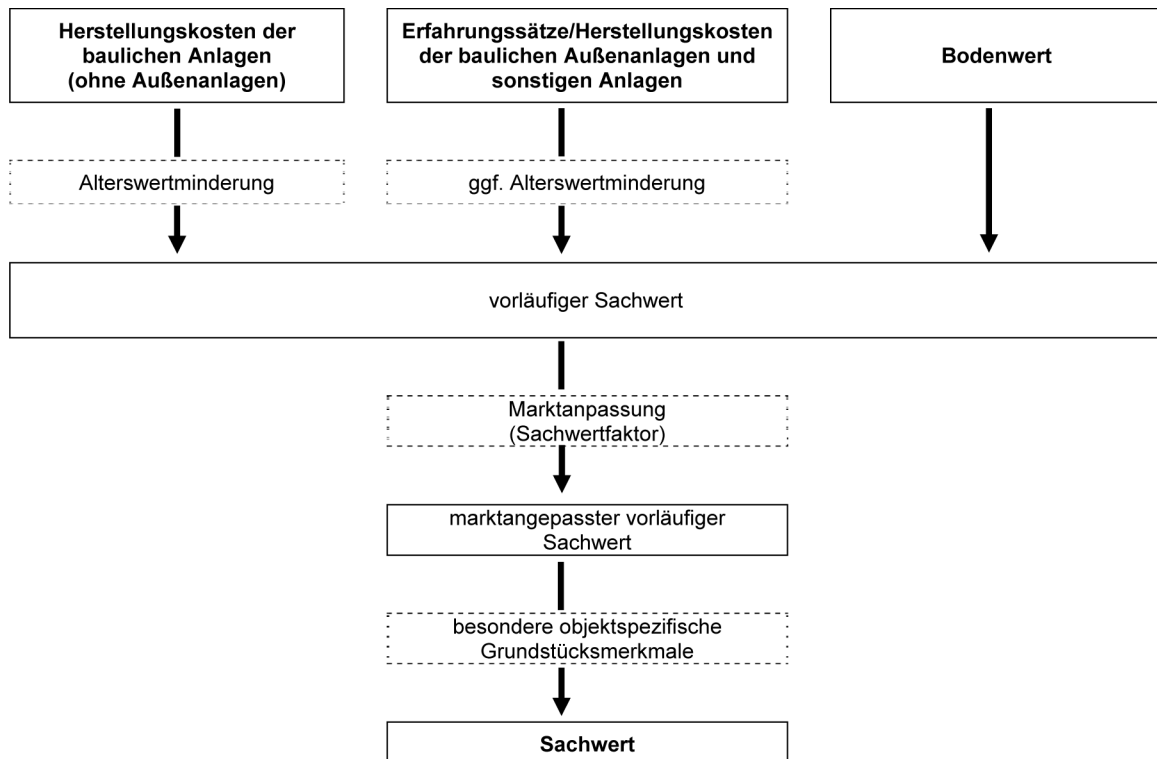 Herstellungskosten der
baulichen Anlagen
(ohne Außenanlagen)
Erfahrungssätze/Herstellungskosten
der baulichen Außenanlagen und
sonstigen Anlagen
Bodenwert
Alterswertminderung
ggf. Alterswertminderung
vorläufiger Sachwert
Marktanpassung
(Sachwertfaktor)
marktangepasster vorläufiger
Sachwert
besondere objektspezifische
Grundstücksmerkmale
Sachwert